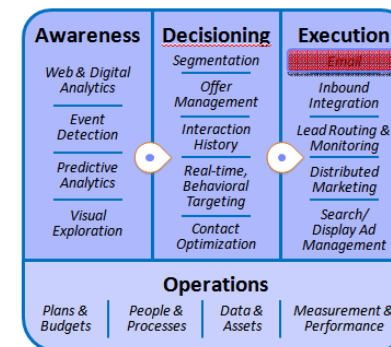 Awareness
Web & Digital
Analytics
Event
Detection
Predictive
Analytics
Visual
Exploration
Decisioning
Segmentation
Offer
Management
Interaction
History
Real-time,
Behavioral
Targeting
Contact
Optimization
Execution
Email
Inbound
Integration
Lead Routing &
Monitoring
Distributed
Marketing
Search/
Display Ad
Management
Operations
Plans &
Budgets
People &
Processes
Data &
Assets
Measurement &
Performance